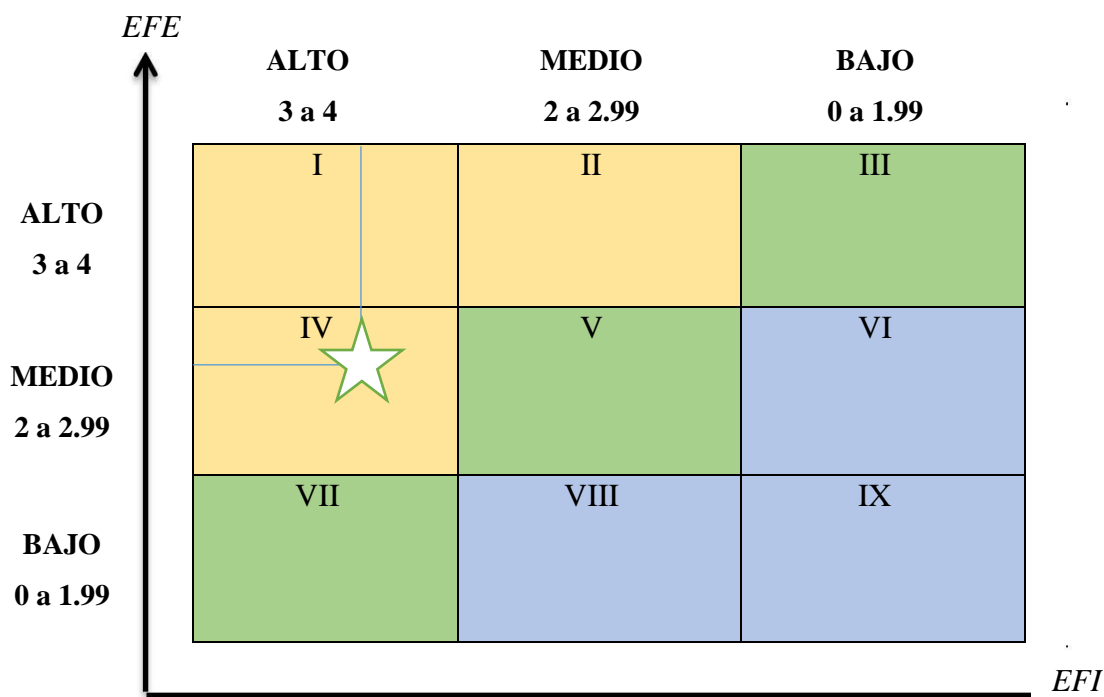 EFE
ALTO MEDIO BAJO
3 a 4 2 a 2.99 0 a 1.99
I II III
ALTO
3 a 4
IV V VI
MEDIO
2 a 2.99
VII VIII IX
BAJO
0 a 1.99
EFI